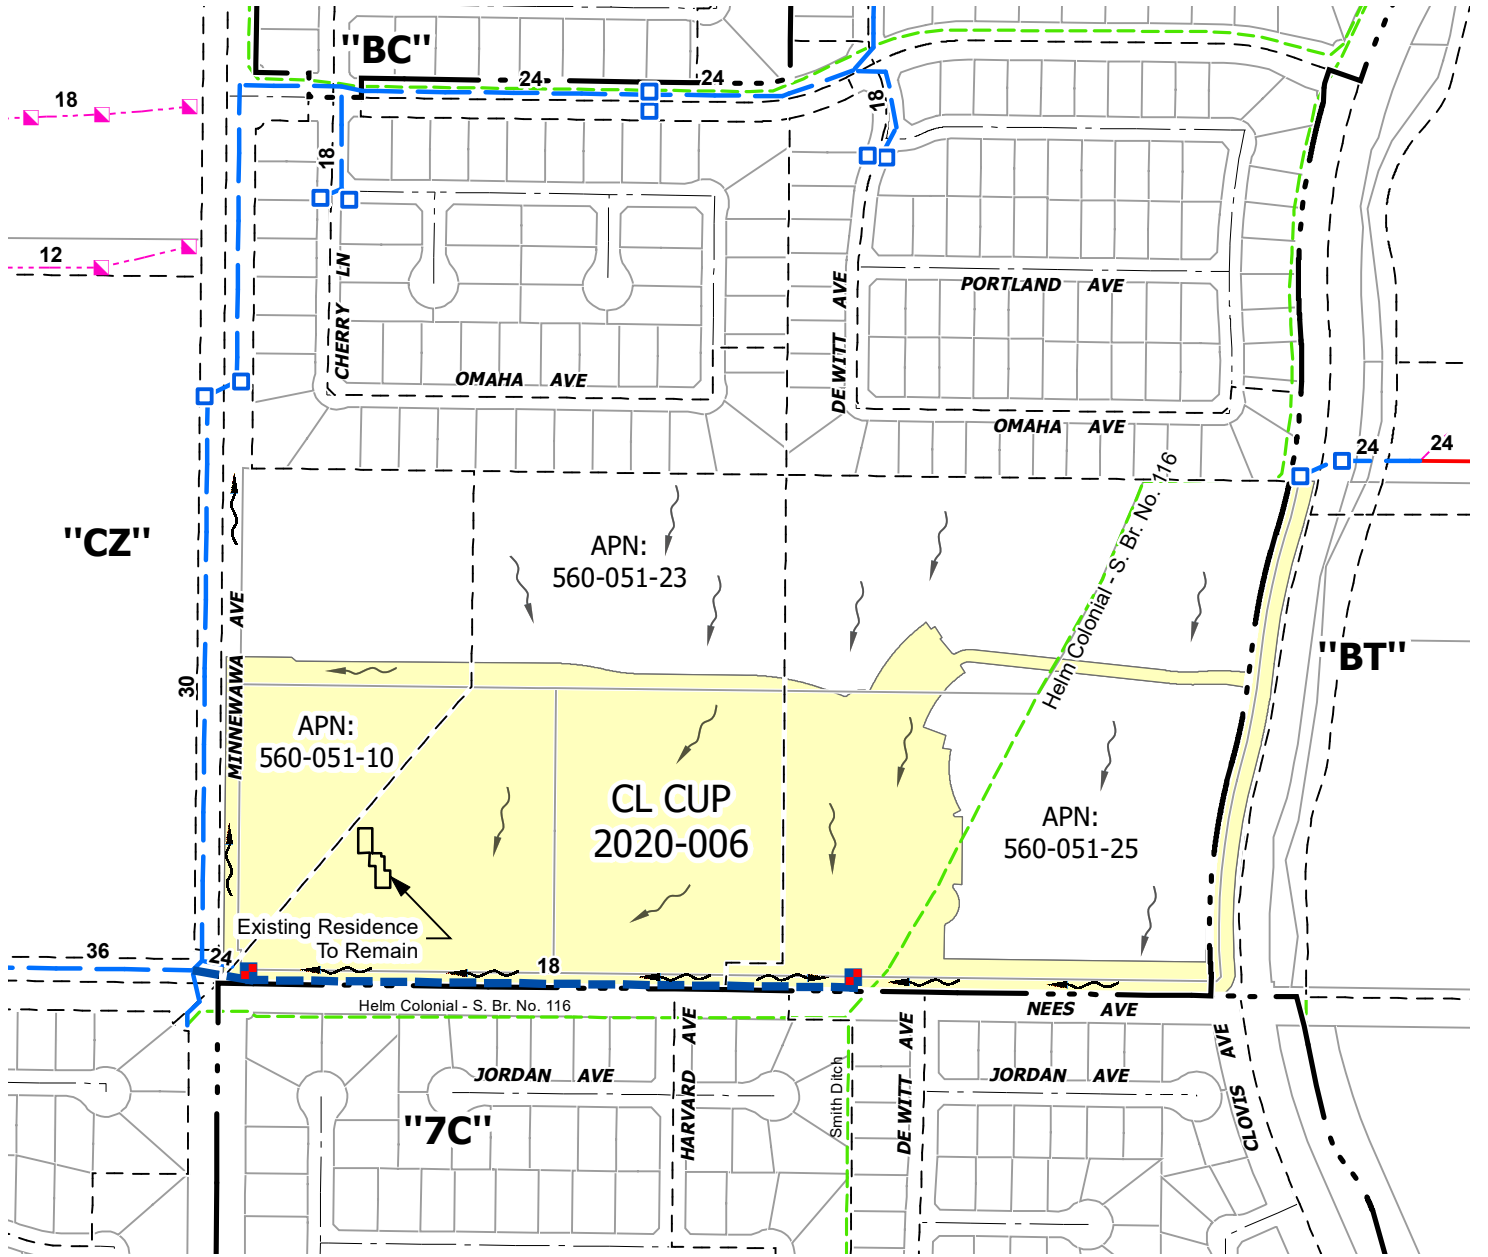 "BC"
24
24
18
18
18
12
CHERRY LN
OMAHA AVE
DE WITT AVE
PORTLAND AVE
OMAHA AVE
24
24
"CZ"
APN:
560-051-23
Helm Colonial - S. Br. No. 116
MINNEWAWA AVE
30
"BT"
APN:
560-051-10
CL CUP
2020-006
APN:
560-051-25
Existing Residence
To Remain
36
24
18
Helm Colonial - S. Br. No. 116
NEES AVE
JORDAN AVE
HARVARD AVE
Smith Ditch
DE WITT AVE
JORDAN AVE
CLOVIS AVE
"7C"